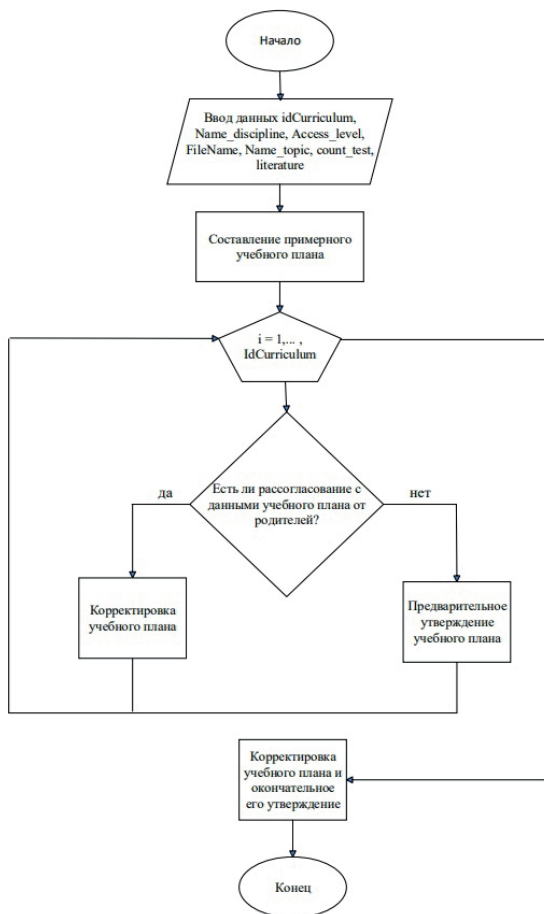 Начало
Ввод данных idCurriculum,
Name_discipline, Access_level,
FileName, Name_topic, count_test,
literature
Составление примерного
учебного плана
i = 1,... ,
IdCurriculum
Есть ли рассогласование с
данными учебного плана от
родителей?
да
нет
Корректировка
учебного плана
Предварительное
утверждение
учебного плана
Корректировка
учебного плана и
окончательное
его утверждение
Конец